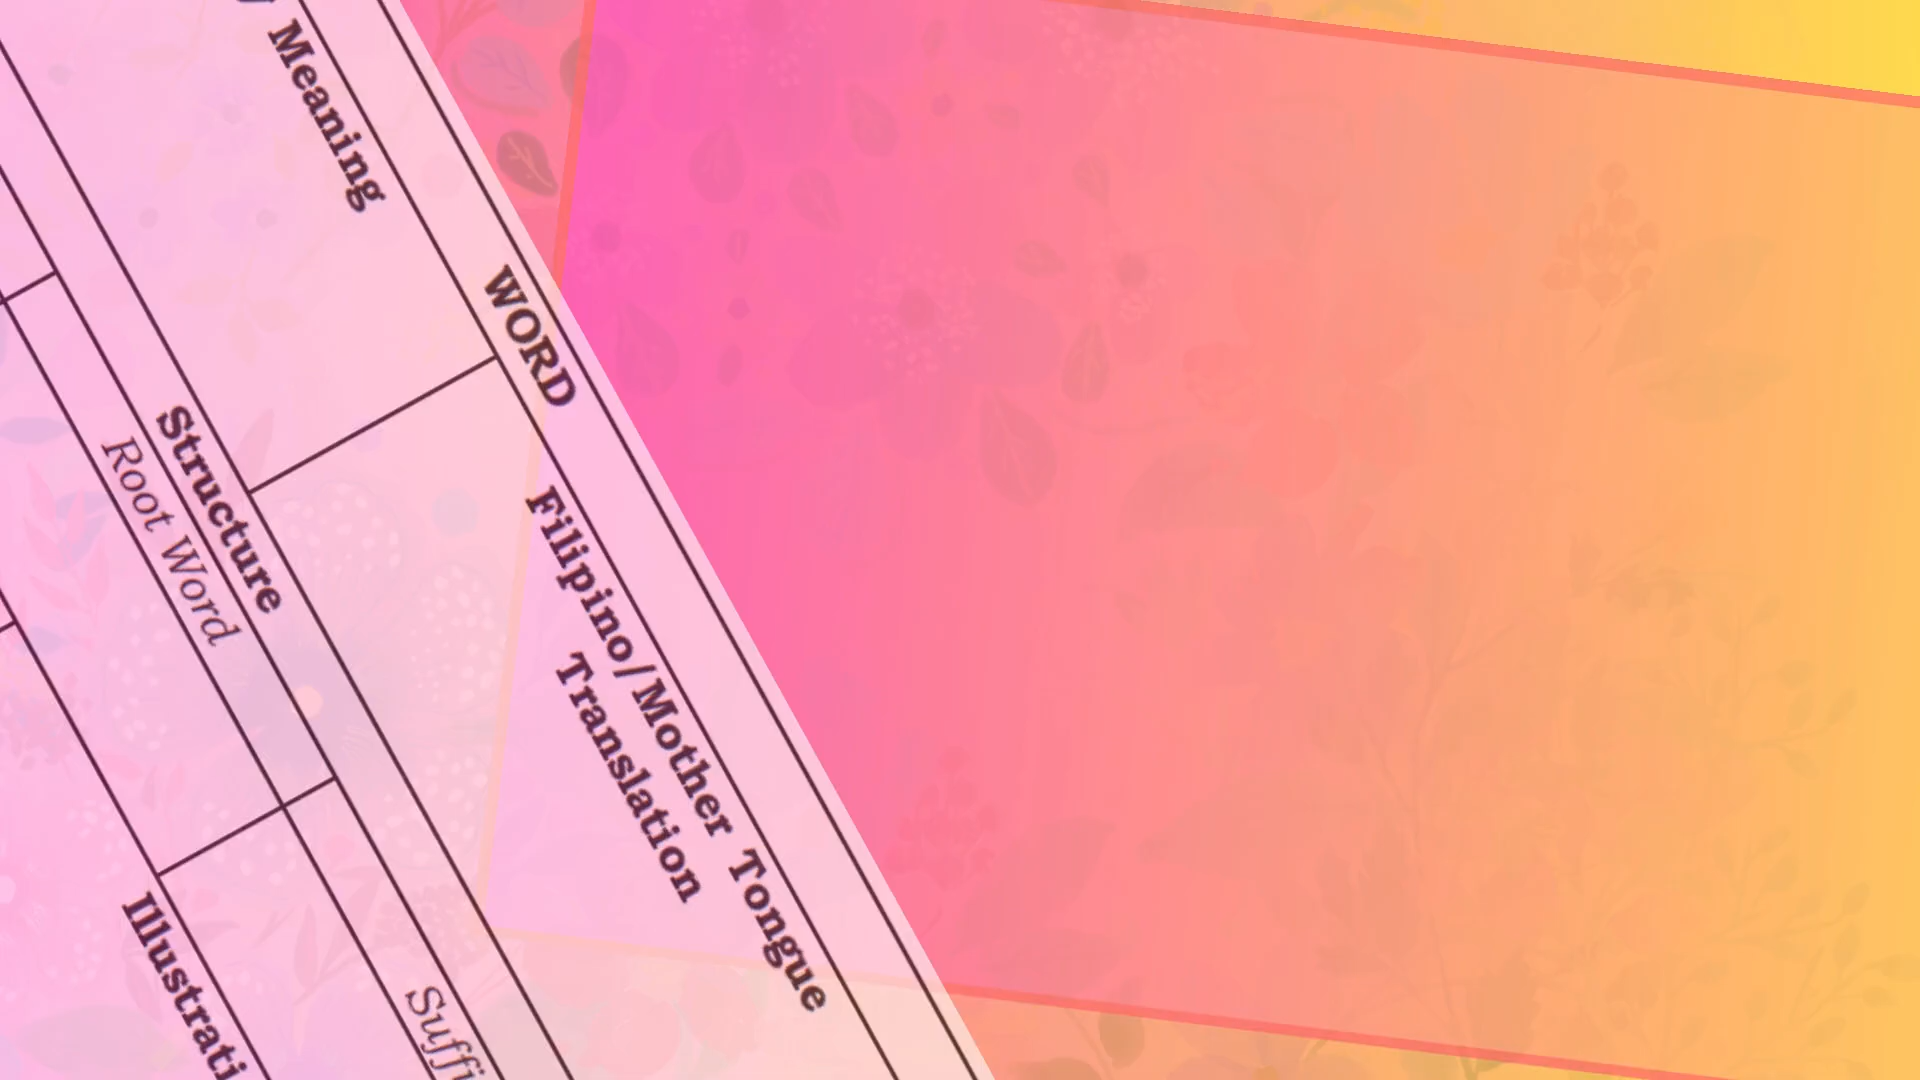 WORD
Meaning
Filipino/Mother Tongue
Translation
Structure
Root Word
Suffi
Illustrati